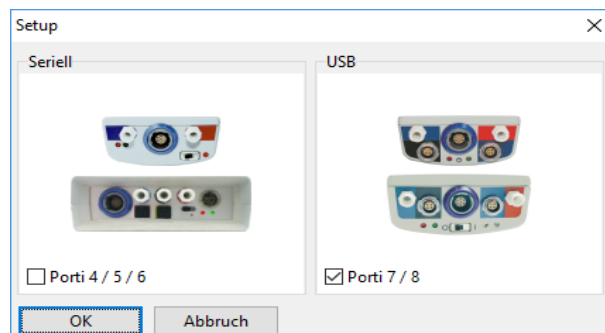 Setup
Seriell
USB
Porti 4 / 5 / 6
Porti 7 / 8
OK
Abbruch